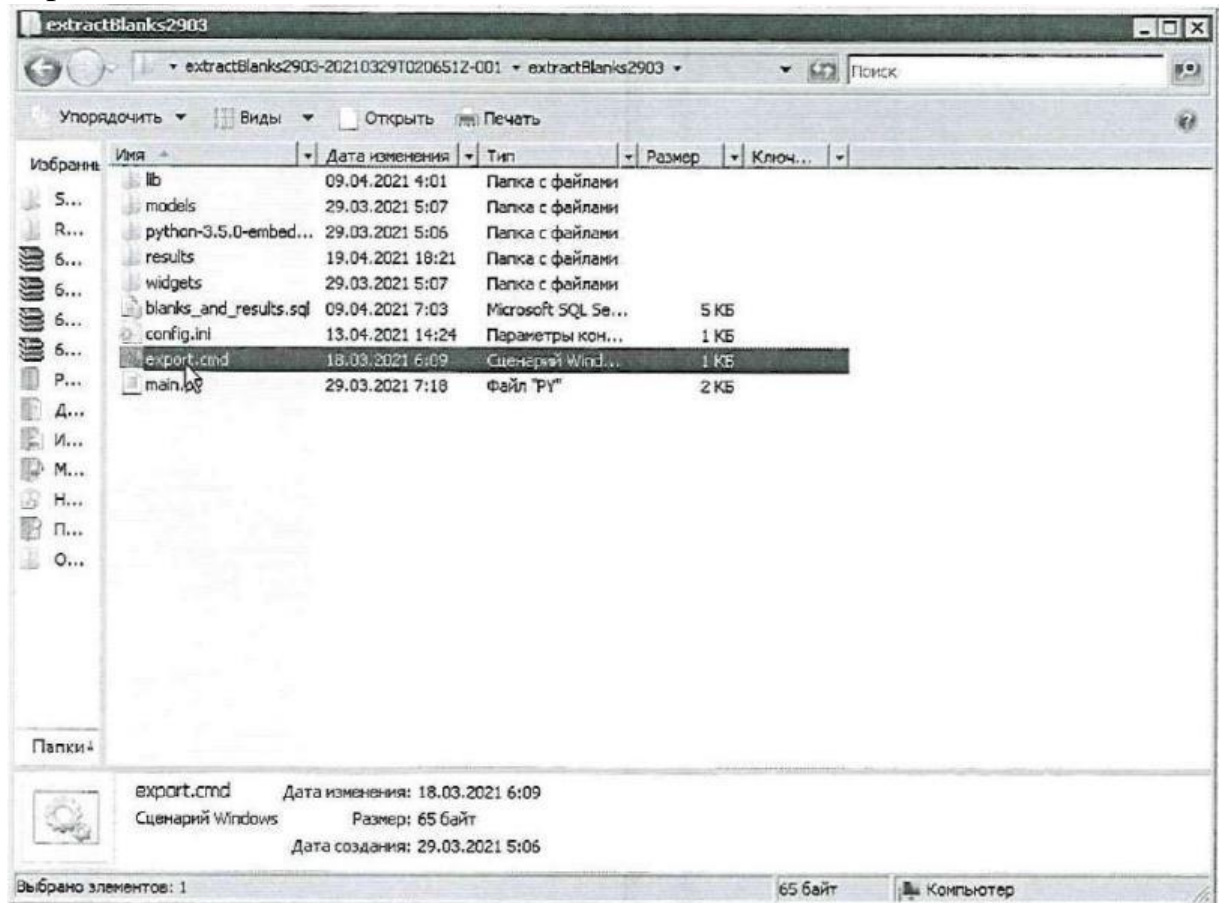 extractBlanks2903
extractBlanks2903-20210329T020651Z-001 extractBlanks2903
Поиск
Упорядочить Виды Открыть Печать
Избранн Имя Дата изменения Тип Размер Ключ...
lib 09.04.2021 4:01 Папка с файлами
S... models 29.03.2021 5:07 Папка с файлами
R... python-3.5.0-embed... 29.03.2021 5:06 Папка с файлами
6... results 19.04.2021 18:21 Папка с файлами
6... widgets 29.03.2021 5:07 Папка с файлами
6... blanks_and_results.sql 09.04.2021 7:03 Microsoft SQL Se... 5 КБ
6... config.ini 13.04.2021 14:24 Параметры кон... 1 КБ
export.cmd 18.03.2021 6:09 Сценарий Wind... 1 КБ
P... main.py 29.03.2021 7:18 Файл "PY" 2 КБ
Д...
И...
М...
Н...
П...
О...
Папки
export.cmd Дата изменения: 18.03.2021 6:09
Сценарий Windows Размер: 65 байт
Дата создания: 29.03.2021 5:06
Выбрано элементов: 1 65 байт Компьютер